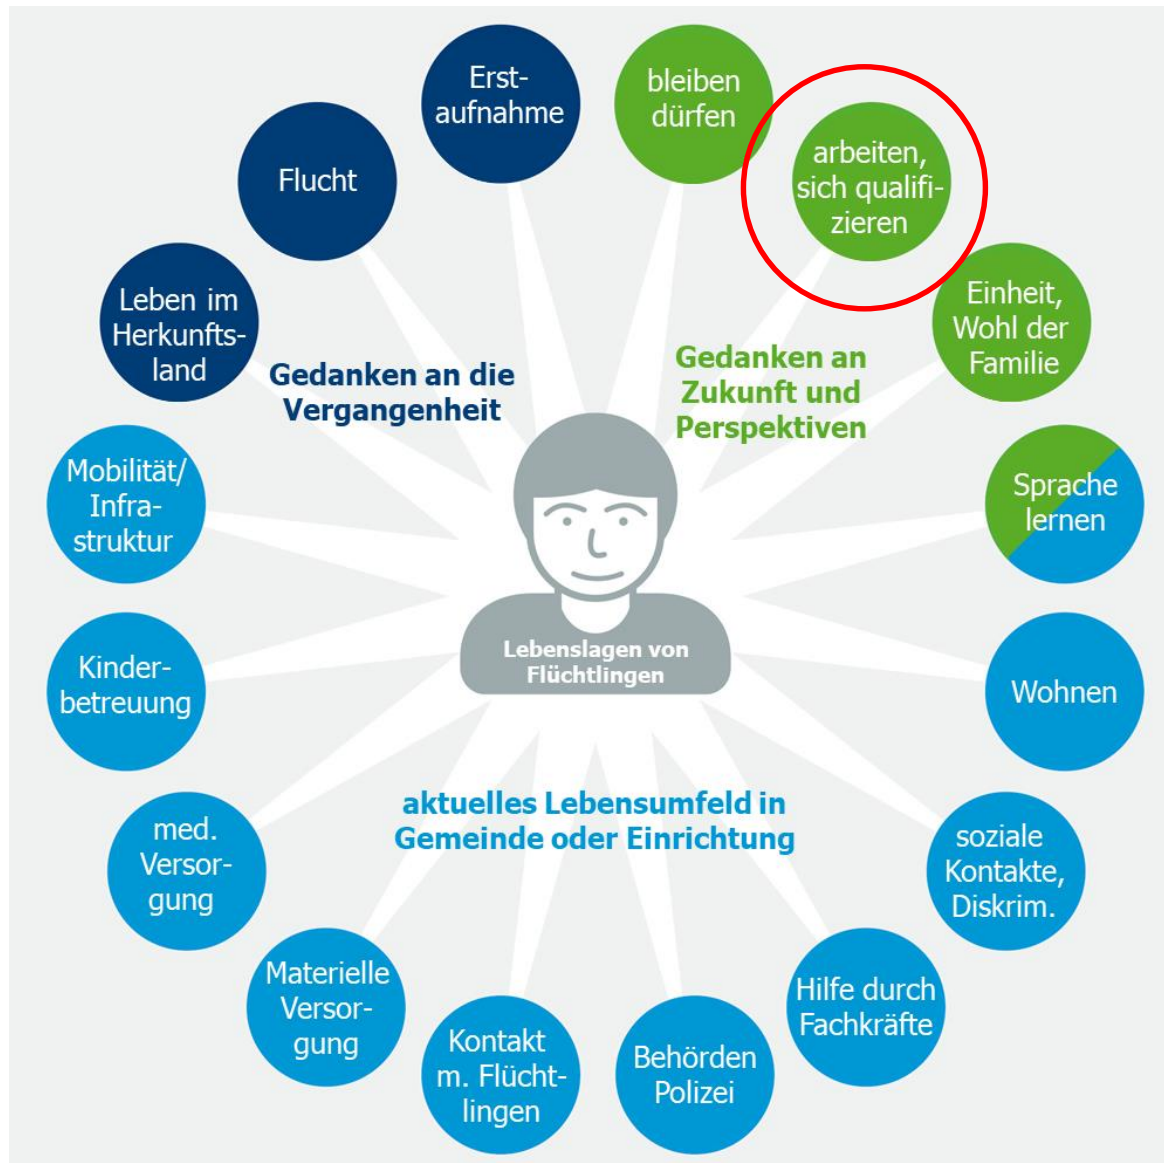 Erst-
aufnahme
bleiben
dürfen
arbeiten,
sich qualifi-
zieren
Flucht
Leben im
Herkunfts-
land
Einheit,
Wohl der
Familie
Gedanken an die
Vergangenheit
Gedanken an
Zukunft und
Perspektiven
Mobilität/
Infra-
struktur
Sprache
lernen
Kinder-
betreuung
Lebenslagen von
Flüchtlingen
Wohnen
aktuelles Lebensumfeld in
Gemeinde oder Einrichtung
med.
Versor-
gung
soziale
Kontakte,
Diskrim.
Materielle
Versor-
gung
Kontakt
m. Flücht-
lingen
Behörden
Polizei
Hilfe durch
Fachkräfte